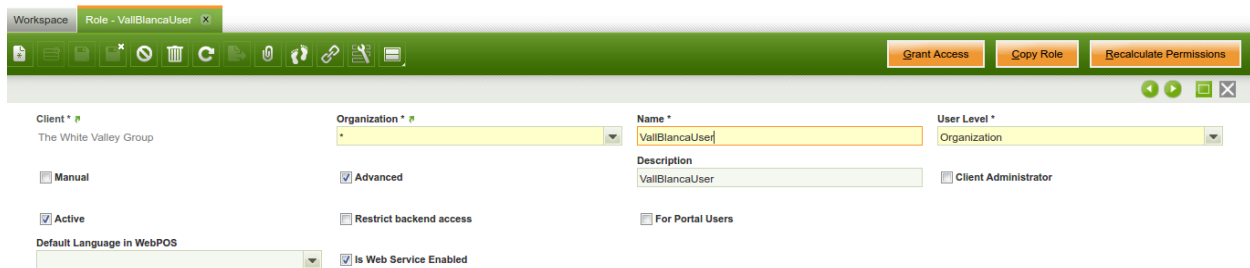 Workspace
Role - VallBlancaUser
Grant Access
Copy Role
Recalculate Permissions
Client *
Organization *
Name *
User Level *
The White Valley Group
*
VallBlancaUser
Organization
Description
Manual
Advanced
VallBlancaUser
Client Administrator
Active
Restrict backend access
For Portal Users
Default Language in WebPOS
Is Web Service Enabled